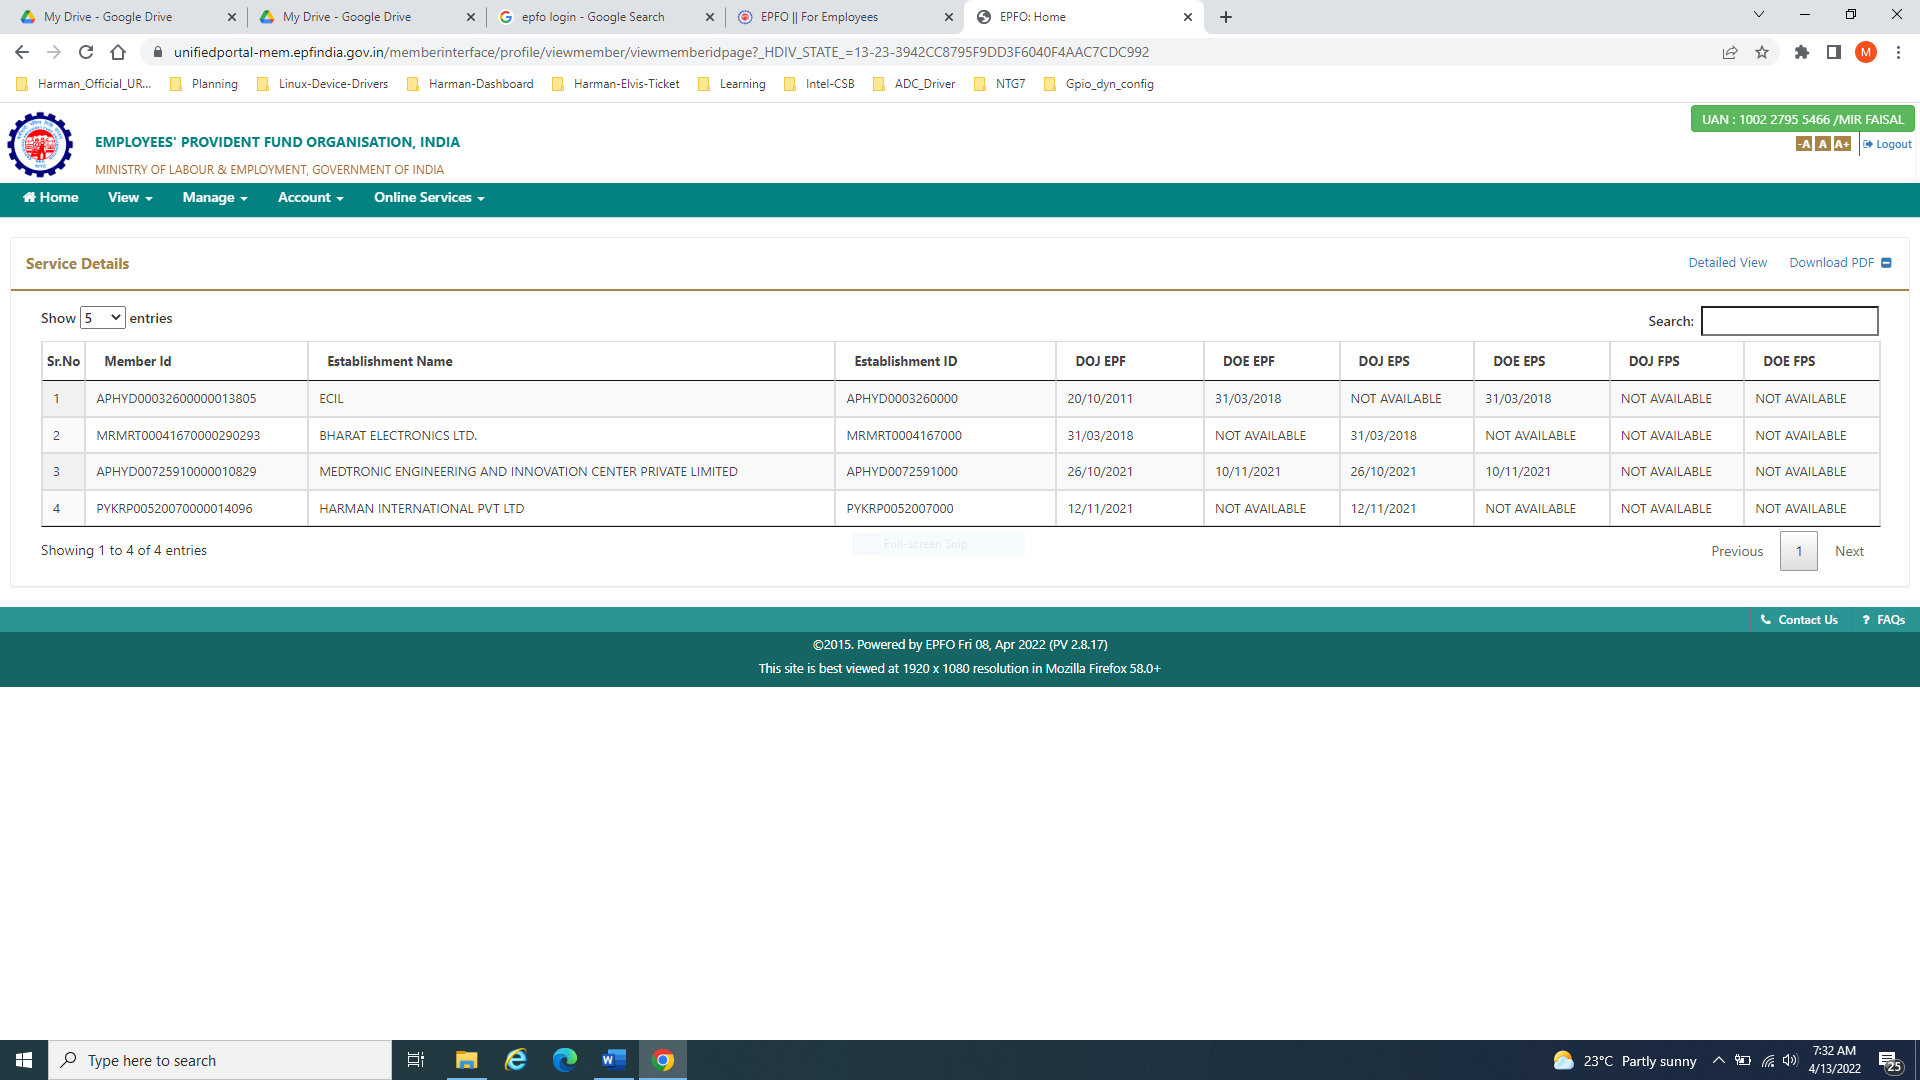 My Drive - Google Drive
My Drive - Google Drive
epfo login - Google Search
EPFO || For Employees
EPFO: Home
unifiedportal-mem.epfindia.gov.in/memberinterface/profile/viewmember/viewmemberidpage?_HDIV_STATE_=13-23-3942CC8795F9DD3F6040F4AAC7CDC992
M
Harman_Official_UR... Planning Linux-Device-Drivers Harman-Dashboard Harman-Elvis-Ticket Learning Intel-CSB ADC_Driver NTG7 Gpio_dyn_config
UAN : 1002 2795 5466 /MIR FAISAL
EMPLOYEES' PROVIDENT FUND ORGANISATION, INDIA
-A A A+ Logout
MINISTRY OF LABOUR & EMPLOYMENT, GOVERNMENT OF INDIA
Home View Manage Account Online Services
Service Details Detailed View Download PDF
Show 5 entries Search:
Sr.No Member Id Establishment Name Establishment ID DOJ EPF DOE EPF DOJ EPS DOE EPS DOJ FPS DOE FPS
1 APHYD00032600000013805 ECIL APHYD0003260000 20/10/2011 31/03/2018 NOT AVAILABLE 31/03/2018 NOT AVAILABLE NOT AVAILABLE
2 MRMRT00041670000290293 BHARAT ELECTRONICS LTD. MRMRT0004167000 31/03/2018 NOT AVAILABLE 31/03/2018 NOT AVAILABLE NOT AVAILABLE NOT AVAILABLE
3 APHYD00725910000010829 MEDTRONIC ENGINEERING AND INNOVATION CENTER PRIVATE LIMITED APHYD0072591000 26/10/2021 10/11/2021 26/10/2021 10/11/2021 NOT AVAILABLE NOT AVAILABLE
4 PYKRP00520070000014096 HARMAN INTERNATIONAL PVT LTD PYKRP0052007000 12/11/2021 NOT AVAILABLE 12/11/2021 NOT AVAILABLE NOT AVAILABLE NOT AVAILABLE
Full-screen Snip
Showing 1 to 4 of 4 entries Previous 1 Next
Contact Us ? FAQs
©2015. Powered by EPFO Fri 08, Apr 2022 (PV 2.8.17)
This site is best viewed at 1920 x 1080 resolution in Mozilla Firefox 58.0+
Type here to search
23°C Partly sunny
7:32 AM
4/13/2022
25